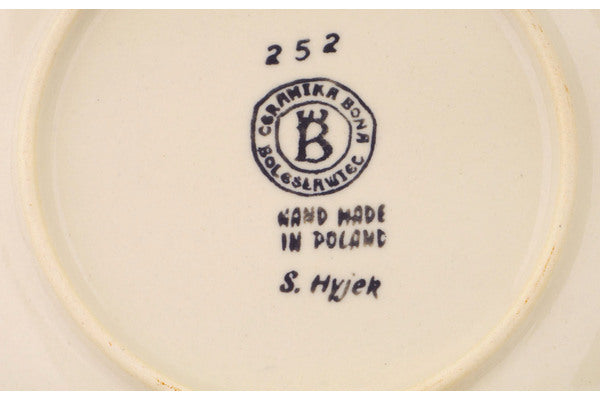 252
CERAMIKA BONA
BOLESŁAWIEC
B
HAND MADE
IN POLAND
S. Hyjek